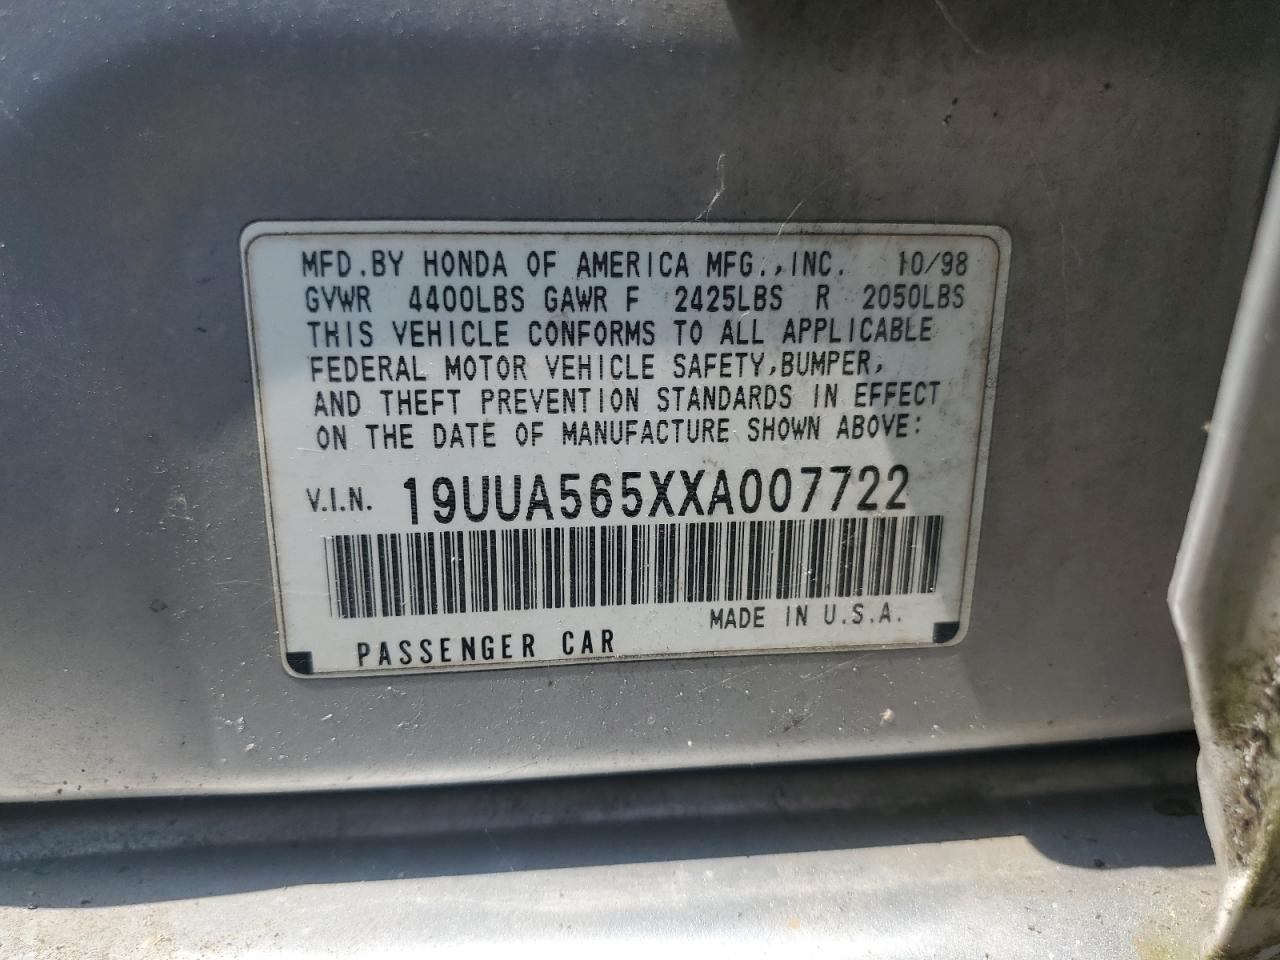 MFD.BY HONDA OF AMERICA MFG.,INC. 10/98
GVWR 4400LBS GAWR F 2425LBS R 2050LBS
THIS VEHICLE CONFORMS TO ALL APPLICABLE
FEDERAL MOTOR VEHICLE SAFETY,BUMPER,
AND THEFT PREVENTION STANDARDS IN EFFECT
ON THE DATE OF MANUFACTURE SHOWN ABOVE:
V.I.N. 19UUA565XXA007722
MADE IN U.S.A.
PASSENGER CAR